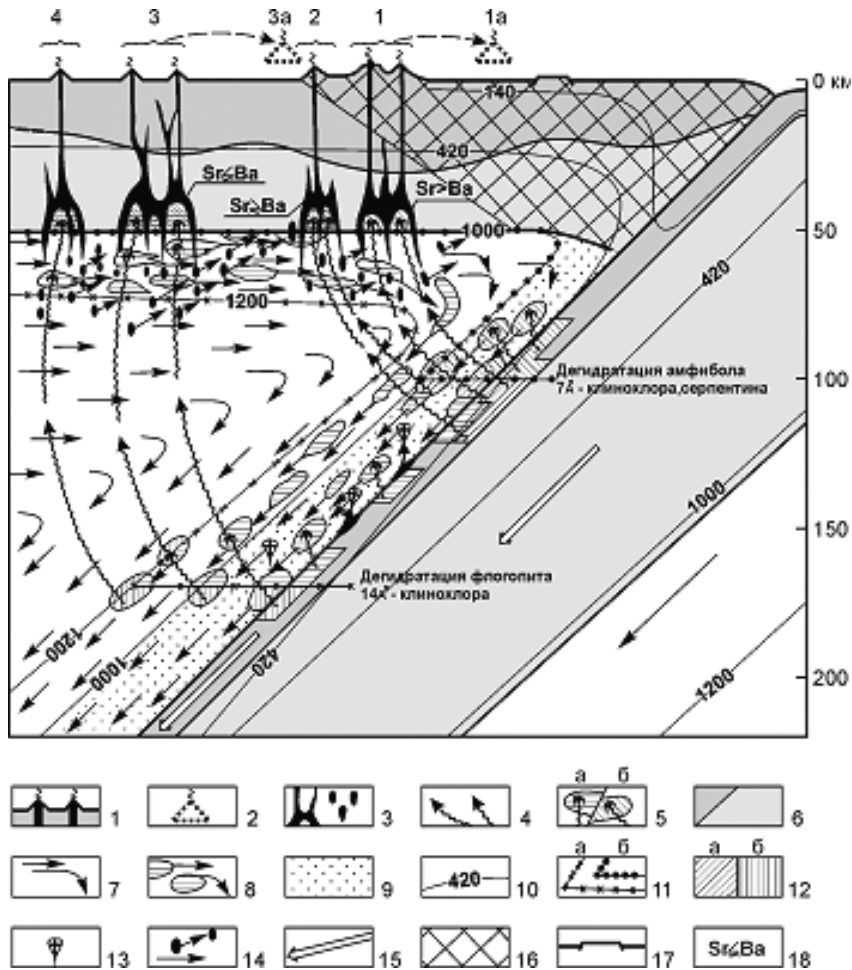 4 3 3а 2 1 1а
0 км
140
420
Sr≤Ba
Sr≥Ba
Sr>Ba
1000
50
1200
420
Дегидратация амфибола
7Å - клинохлора,серпентина
100
1000
150
Дегидратация флогопита
14Å - клинохлора
1200
1000
420
1200
200
а б
1 2 3 4 5 6
420
а б
а б
7 8 9 10 11 12
Sr≤Ba
13 14 15 16 17 18